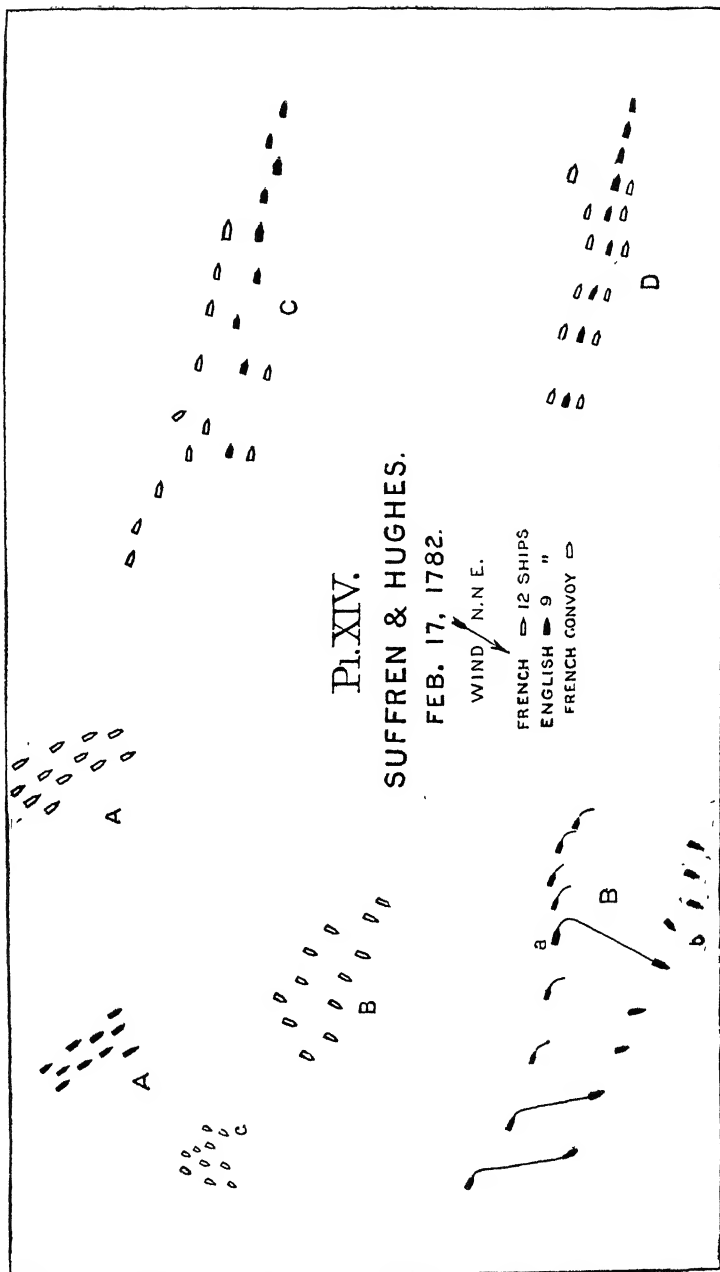 A
A
c
B
C
Pl. XIV.
SUFFREN & HUGHES.
FEB. 17, 1782.
WIND N.N E.
FRENCH 12 SHIPS
ENGLISH 9 "
FRENCH CONVOY
a
B
b
D